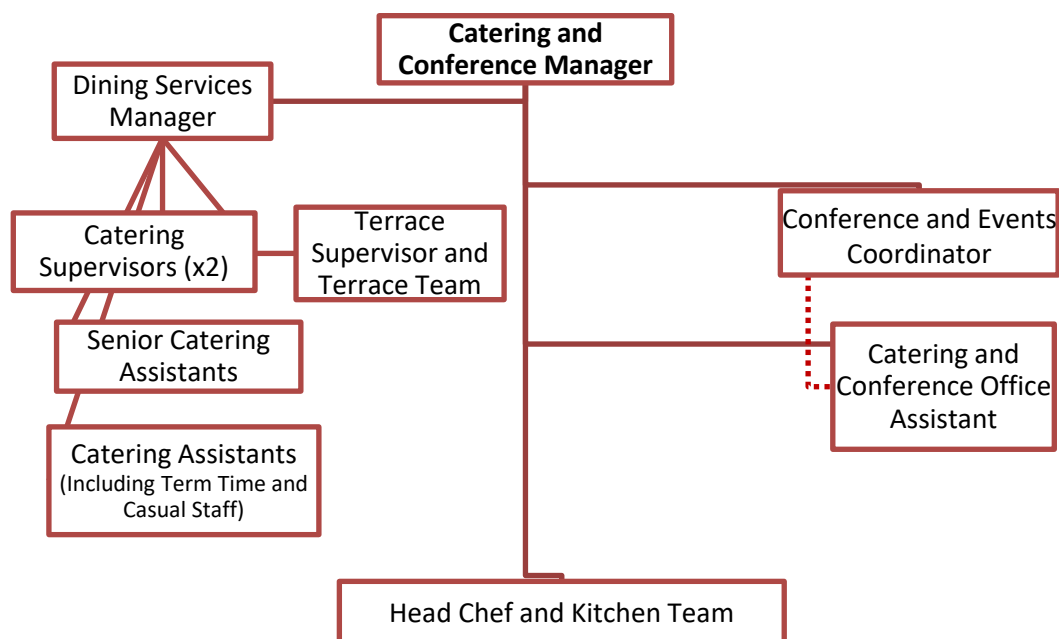 Catering and
Conference Manager
Dining Services
Manager
Catering
Supervisors (x2)
Terrace
Supervisor and
Terrace Team
Conference and Events
Coordinator
Senior Catering
Assistants
Catering and
Conference Office
Assistant
Catering Assistants
(Including Term Time and
Casual Staff)
Head Chef and Kitchen Team